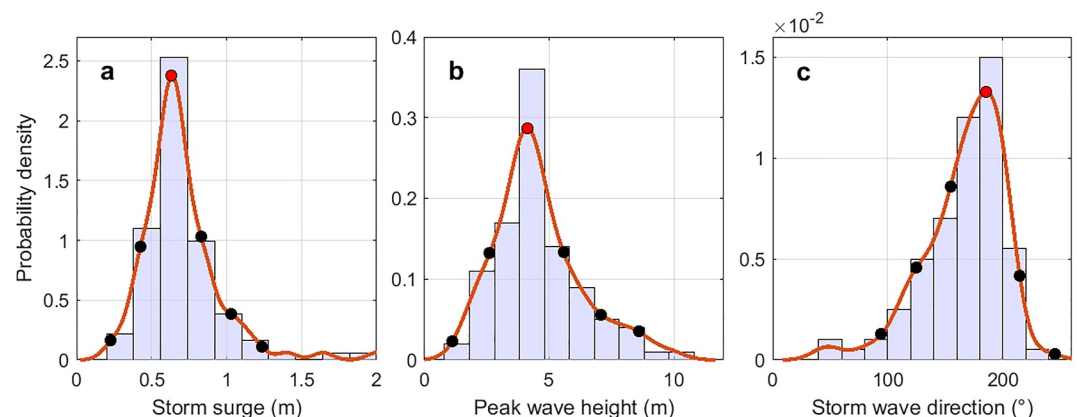 ×10⁻²
a
b
c
Probability density
2.5
2
1.5
1
0.5
0
0.4
0.3
0.2
0.1
0
1.5
1
0.5
0
0 0.5 1 1.5 2
0 5 10
0 100 200
Storm surge (m)
Peak wave height (m)
Storm wave direction (°)